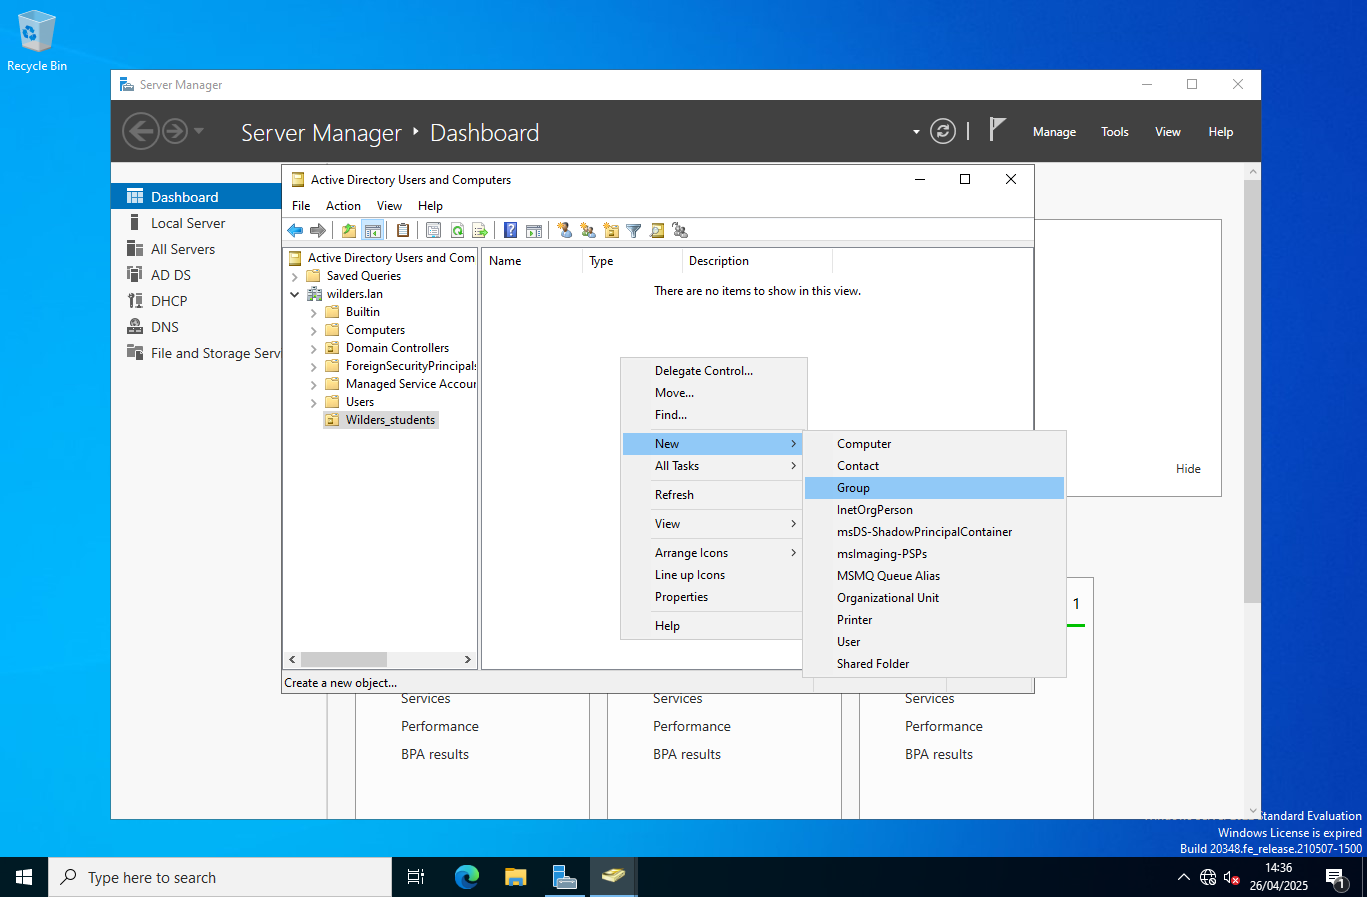 Recycle Bin
Server Manager
Server Manager Dashboard
Manage Tools View Help
Dashboard
Local Server
All Servers
AD DS
DHCP
DNS
File and Storage Serv
Active Directory Users and Computers
File Action View Help
Active Directory Users and Com
Saved Queries
wilders.lan
Builtin
Computers
Domain Controllers
ForeignSecurityPrincipals
Managed Service Accour
Users
Wilders_students
Name Type Description
There are no items to show in this view.
Delegate Control...
Move...
Find...
New
All Tasks
Refresh
View
Arrange Icons
Line up Icons
Properties
Help
Computer
Contact
Group
InetOrgPerson
msDS-ShadowPrincipalContainer
msImaging-PSPs
MSMQ Queue Alias
Organizational Unit
Printer
User
Shared Folder
Hide
1
Create a new object...
Services Services Services
Performance Performance Performance
BPA results BPA results BPA results
Standard Evaluation
Windows License is expired
Build 20348.fe_release.210507-1500
Type here to search
14:36
26/04/2025
1